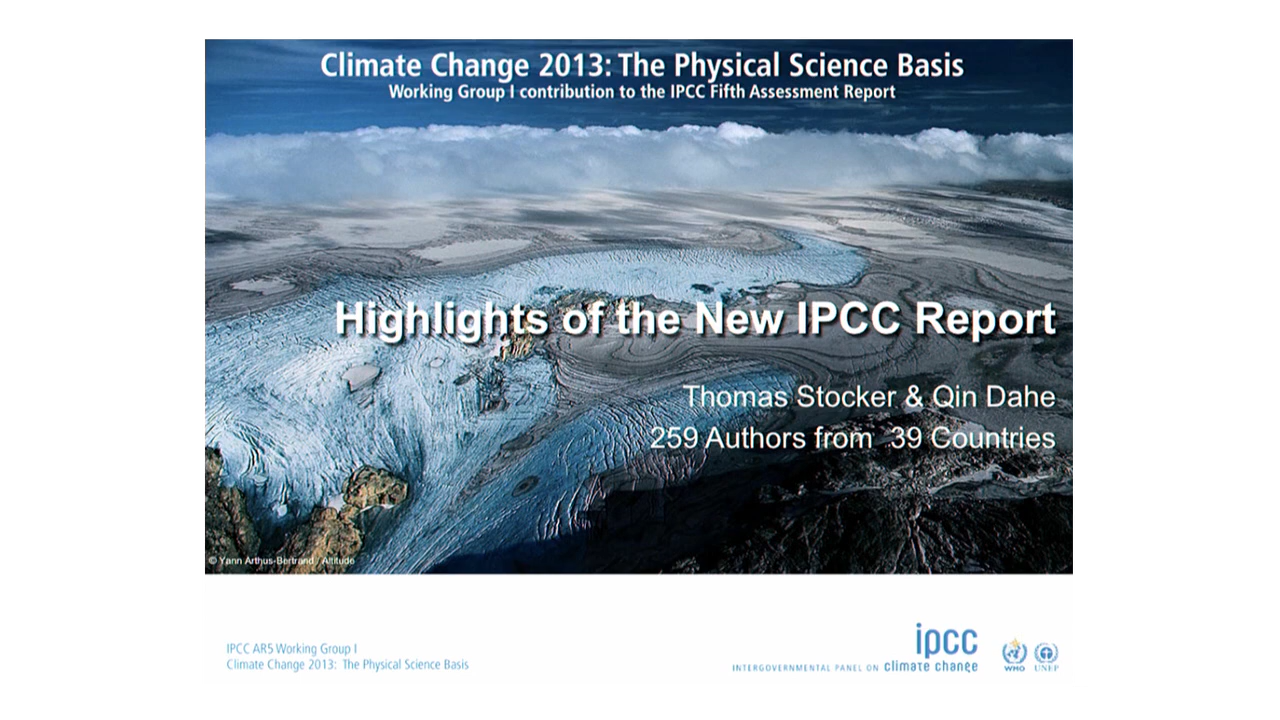 Climate Change 2013: The Physical Science Basis
Working Group I contribution to the IPCC Fifth Assessment Report
Highlights of the New IPCC Report
Thomas Stocker & Qin Dahe
259 Authors from 39 Countries
© Yann Arthus-Bertrand / Altitude
IPCC AR5 Working Group I
Climate Change 2013: The Physical Science Basis
ipcc
INTERGOVERNMENTAL PANEL ON climate change
WMO
UNEP